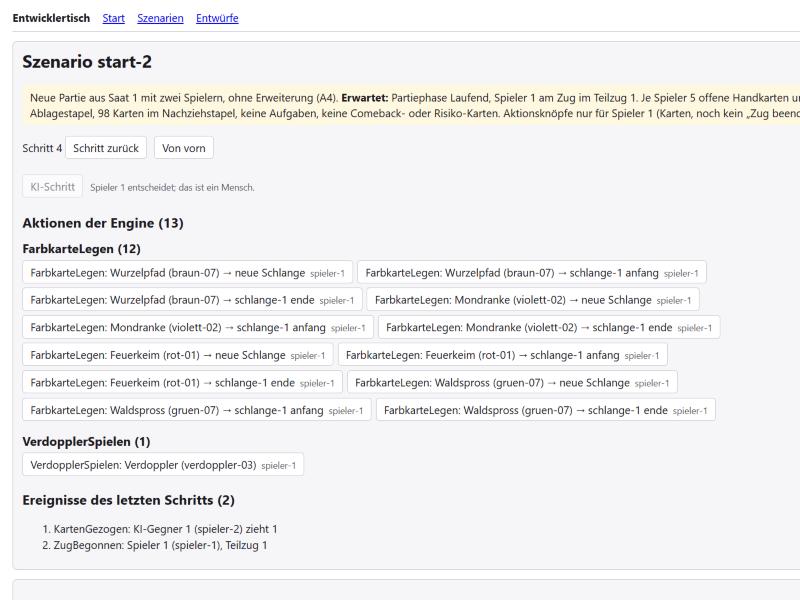 Entwicklertisch Start Szenarien Entwürfe
Szenario start-2
Neue Partie aus Saat 1 mit zwei Spielern, ohne Erweiterung (A4). Erwartet: Partiephase Laufend, Spieler 1 am Zug im Teilzug 1. Je Spieler 5 offene Handkarten
Ablagestapel, 98 Karten im Nachziehstapel, keine Aufgaben, keine Comeback- oder Risiko-Karten. Aktionsknöpfe nur für Spieler 1 (Karten, noch kein „Zug
Schritt 4 Schritt zurück Von vorn
KI-Schritt Spieler 1 entscheidet; das ist ein Mensch.
Aktionen der Engine (13)
FarbkarteLegen (12)
FarbkarteLegen: Wurzelpfad (braun-07) → neue Schlange spieler-1 FarbkarteLegen: Wurzelpfad (braun-07) → schlange-1 anfang spieler-1
FarbkarteLegen: Wurzelpfad (braun-07) → schlange-1 ende spieler-1 FarbkarteLegen: Mondranke (violett-02) → neue Schlange spieler-1
FarbkarteLegen: Mondranke (violett-02) → schlange-1 anfang spieler-1 FarbkarteLegen: Mondranke (violett-02) → schlange-1 ende spieler-1
FarbkarteLegen: Feuerkeim (rot-01) → neue Schlange spieler-1 FarbkarteLegen: Feuerkeim (rot-01) → schlange-1 anfang spieler-1
FarbkarteLegen: Feuerkeim (rot-01) → schlange-1 ende spieler-1 FarbkarteLegen: Waldspross (gruen-07) → neue Schlange spieler-1
FarbkarteLegen: Waldspross (gruen-07) → schlange-1 anfang spieler-1 FarbkarteLegen: Waldspross (gruen-07) → schlange-1 ende spieler-1
VerdopplerSpielen (1)
VerdopplerSpielen: Verdoppler (verdoppler-03) spieler-1
Ereignisse des letzten Schritts (2)
1. KartenGezogen: KI-Gegner 1 (spieler-2) zieht 1
2. ZugBegonnen: Spieler 1 (spieler-1), Teilzug 1